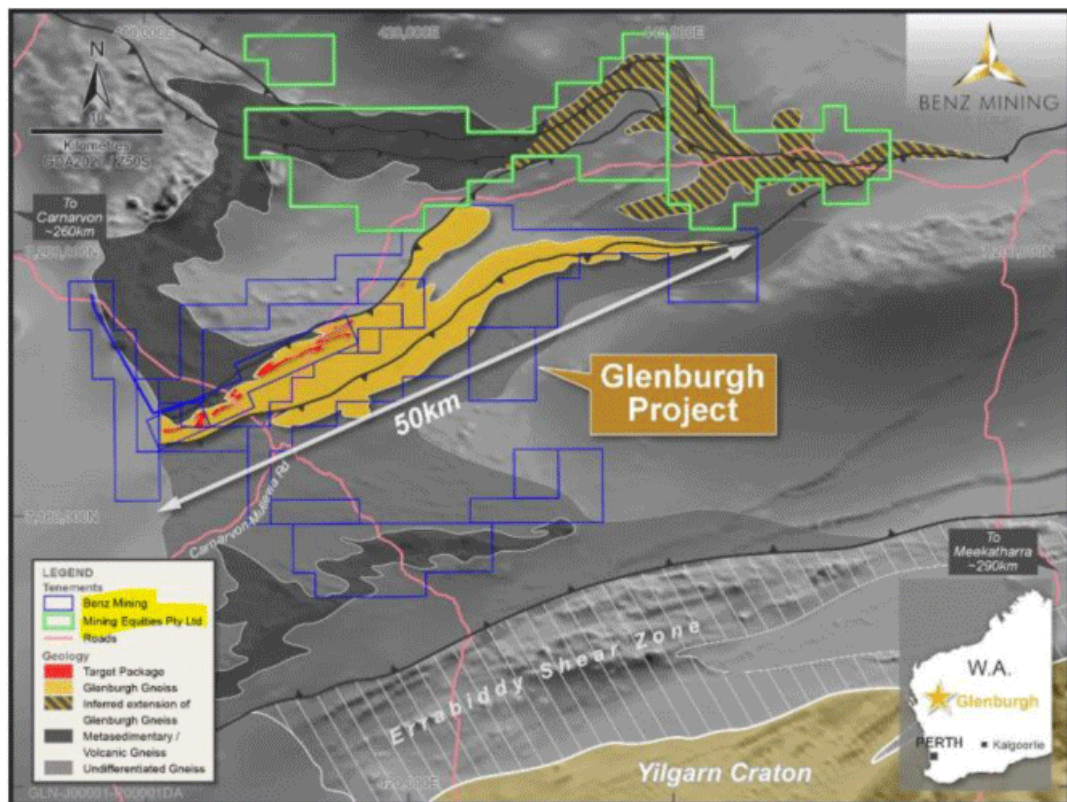 N
Kilometres
BENZ MINING
To
Carnarvon
~260km
Glenburgh
Project
50km
Carnarvon-Mullewa Rd
To
Meekatharra
~290km
Errabiddy Shear Zone
Yilgarn Craton
LEGEND
Tenements
Benz Mining
Mining Equities Pty Ltd
Roads
Geology
Target Package
Glenburgh Gneiss
Inferred extension of
Glenburgh Gneiss
Metasedimentary /
Volcanic Gneiss
Undifferentiated Gneiss
W.A.
Glenburgh
PERTH
Kalgoorlie